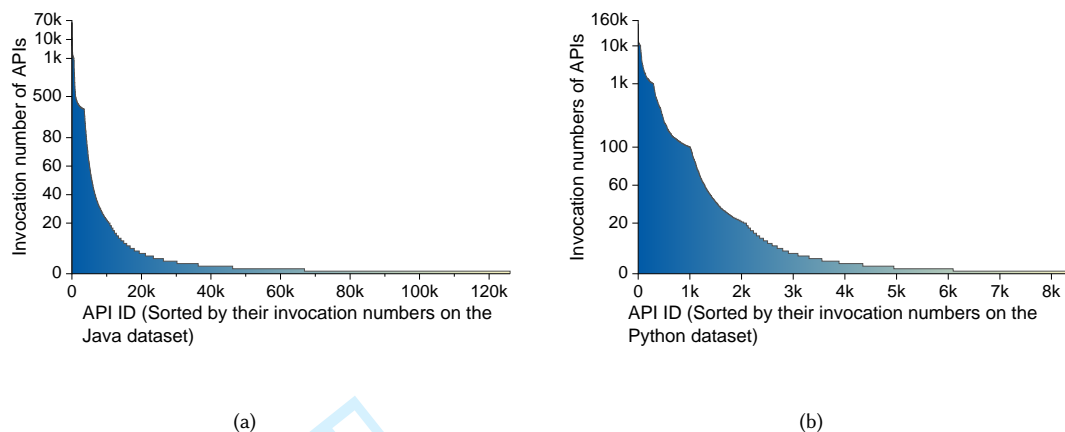 70k
10k
1k
500
80
60
40
20
0
Invocation number of APIs
0 20k 40k 60k 80k 100k 120k
API ID (Sorted by their invocation numbers on the
Java dataset)
(a)
160k
10k
1k
100
60
20
0
Invocation numbers of APIs
0 1k 2k 3k 4k 5k 6k 7k 8k
API ID (Sorted by their invocation numbers on the
Python dataset)
(b)